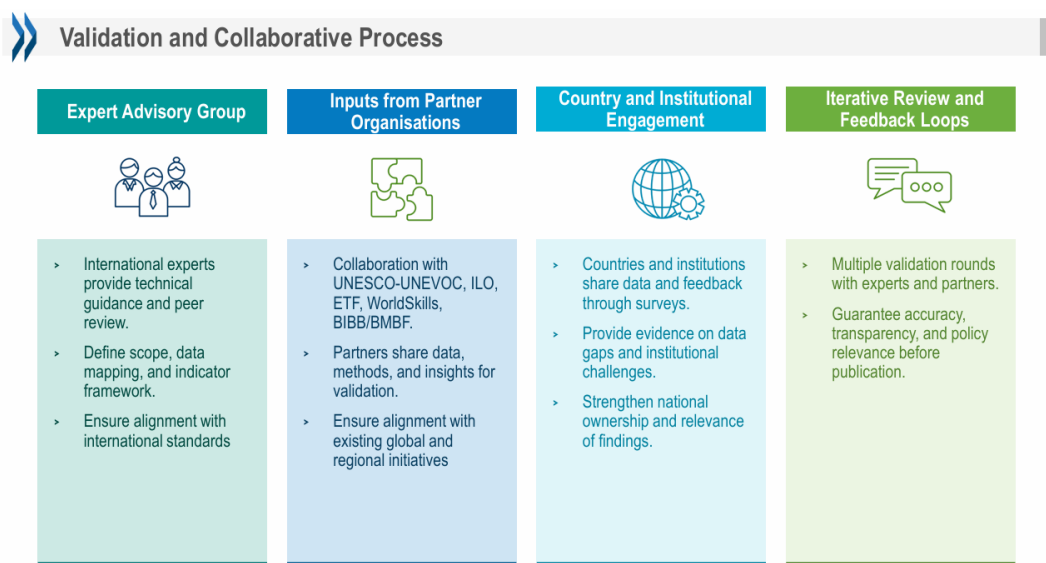 Validation and Collaborative Process
Expert Advisory Group
> International experts
provide technical
guidance and peer
review.
> Define scope, data
mapping, and indicator
framework.
> Ensure alignment with
international standards
Inputs from Partner
Organisations
> Collaboration with
UNESCO-UNEVOC, ILO,
ETF, WorldSkills,
BIBB/BMBF.
> Partners share data,
methods, and insights for
validation.
> Ensure alignment with
existing global and
regional initiatives
Country and Institutional
Engagement
> Countries and institutions
share data and feedback
through surveys.
> Provide evidence on data
gaps and institutional
challenges.
> Strengthen national
ownership and relevance
of findings.
Iterative Review and
Feedback Loops
> Multiple validation rounds
with experts and partners.
> Guarantee accuracy,
transparency, and policy
relevance before
publication.